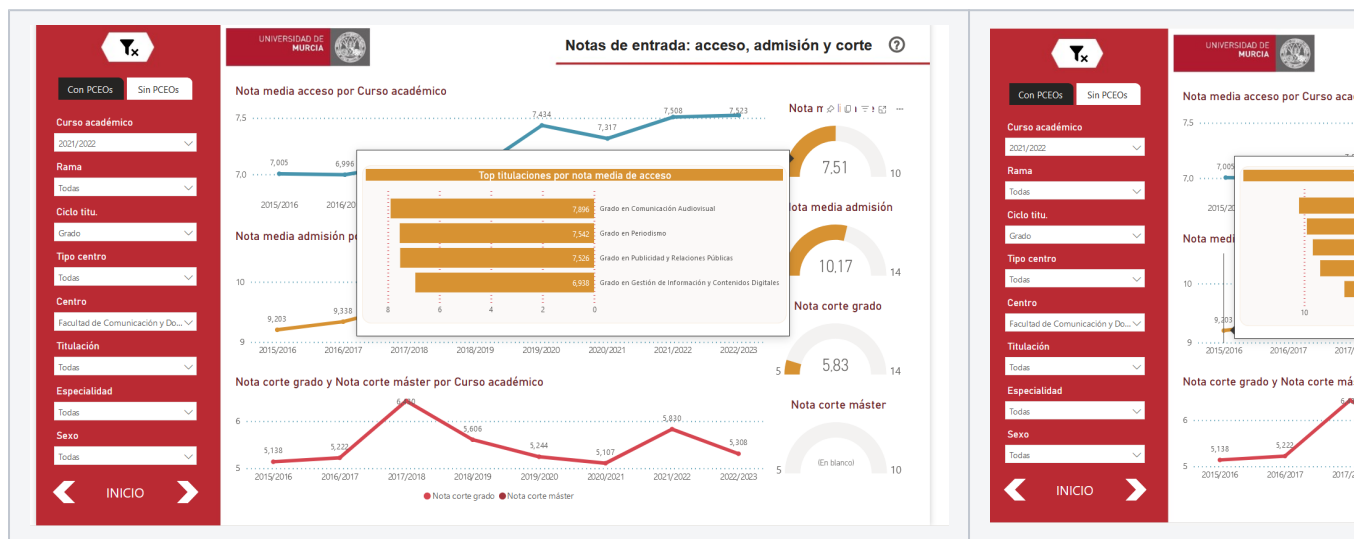 UNIVERSIDAD DE
MURCIA
Notas de entrada: acceso, admisión y corte
?
Con PCEOs
Sin PCEOs
Curso académico
2021/2022
Rama
Todas
Ciclo titu.
Grado
Tipo centro
Todas
Centro
Facultad de Comunicación y Do...
Titulación
Todas
Especialidad
Todas
Sexo
Todas
INICIO
Nota media acceso por Curso académico
7.5
7.0
7,005
6,996
7,434
7,317
7,508
7,523
2015/2016
2016/20
Top titulaciones por nota media de acceso
7,896 Grado en Comunicación Audiovisual
7,542 Grado en Periodismo
7,526 Grado en Publicidad y Relaciones Públicas
6,938 Grado en Gestión de Información y Contenidos Digitales
8 6 4 2 0
Nota media admisión
10
9
9,203
9,338
2015/2016 2016/2017 2017/2018 2018/2019 2019/2020 2020/2021 2021/2022 2022/2023
Nota corte grado y Nota corte máster por Curso académico
6
5
5,138
5,222
5,606
5,244
5,107
5,830
5,308
2015/2016 2016/2017 2017/2018 2018/2019 2019/2020 2020/2021 2021/2022 2022/2023
Nota corte grado Nota corte máster
Nota
7,51
10
ota media admisión
10,17
14
Nota corte grado
5,83
5
14
Nota corte máster
(En blanco)
5
10
UNIVERSIDAD DE
MURCIA
Con PCEOs
Sin PCEOs
Curso académico
2021/2022
Rama
Todas
Ciclo titu.
Grado
Tipo centro
Todas
Centro
Facultad de Comunicación y Do...
Titulación
Todas
Especialidad
Todas
Sexo
Todas
INICIO
Nota media acceso por Curso aca
7.5
7.0
7,005
2015/2
Nota medi
10
9
9,203
10
2015/2016 2016/2017 2017/
Nota corte grado y Nota corte má
6
5
5,138
5,222
2015/2016 2016/2017 2017/2